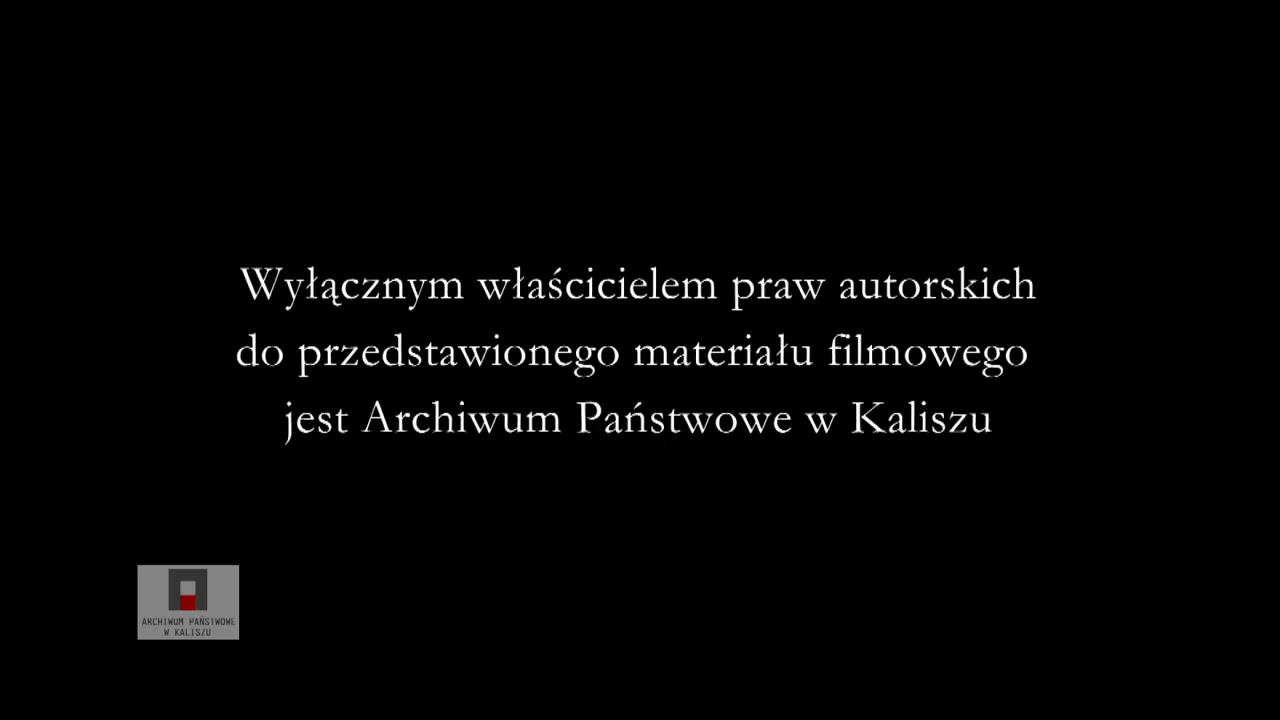 Wyłącznym właścicielem praw autorskich
do przedstawionego materiału filmowego
jest Archiwum Państwowe w Kaliszu
ARCHIWUM PAŃSTWOWE
W KALISZU